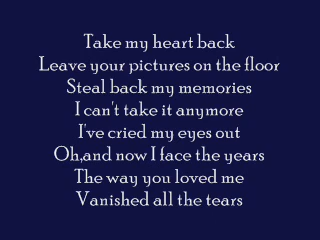 Take my heart back
Leave your pictures on the floor
Steal back my memories
I can't take it anymore
I've cried my eyes out
Oh,and now I face the years
The way you loved me
Vanished all the tears